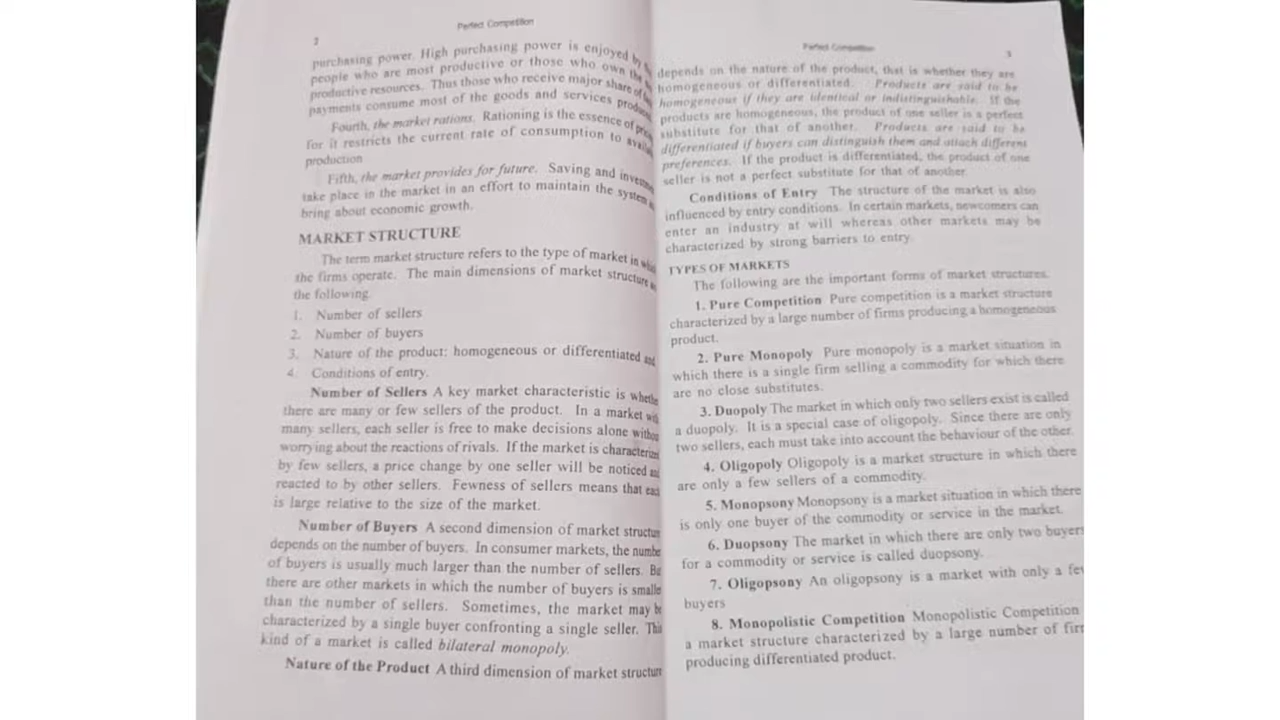 Perfect Competition
purchasing power. High purchasing power is enjoyed by
people who are most productive or those who own the
productive resources. Thus those who receive major share of
payments consume most of the goods and services
Fourth, the market rations. Rationing is the essence of
for it restricts the current rate of consumption to
production
Fifth, the market provides for future. Saving and
take place in the market in an effort to maintain the system
bring about economic growth.
MARKET STRUCTURE
The term market structure refers to the type of market in
the firms operate. The main dimensions of market structure
the following.
1. Number of sellers
2. Number of buyers
3. Nature of the product: homogeneous or differentiated and
4. Conditions of entry.
Number of Sellers A key market characteristic is
there are many or few sellers of the product. In a market
many sellers, each seller is free to make decisions alone
worrying about the reactions of rivals. If the market is
by few sellers, a price change by one seller will be noticed and
reacted to by other sellers. Fewness of sellers means that
is large relative to the size of the market.
Number of Buyers A second dimension of market
depends on the number of buyers. In consumer markets, the
of buyers is usually much larger than the number of sellers.
there are other markets in which the number of buyers is
than the number of sellers. Sometimes, the market may be
characterized by a single buyer confronting a single seller.
kind of a market is called bilateral monopoly.
Nature of the Product A third dimension of market
Perfect Competition
depends on the nature of the product, that is whether they are
homogeneous or differentiated. Products are said to be
homogeneous if they are identical or indistinguishable. If the
products are homogeneous, the product of one seller is a perfect
substitute for that of another. Products are said to be
differentiated if buyers can distinguish them and attach different
preferences. If the product is differentiated, the product of one
seller is not a perfect substitute for that of another.
Conditions of Entry The structure of the market is also
influenced by entry conditions. In certain markets, newcomers can
enter an industry at will whereas other markets may be
characterized by strong barriers to entry.
TYPES OF MARKETS
The following are the important forms of market structures.
1. Pure Competition Pure competition is a market structure
characterized by a large number of firms producing a homogeneous
product.
2. Pure Monopoly Pure monopoly is a market situation in
which there is a single firm selling a commodity for which there
are no close substitutes.
3. Duopoly The market in which only two sellers exist is called
a duopoly. It is a special case of oligopoly. Since there are only
two sellers, each must take into account the behaviour of the other.
4. Oligopoly Oligopoly is a market structure in which there
are only a few sellers of a commodity.
5. Monopsony Monopsony is a market situation in which there
is only one buyer of the commodity or service in the market.
6. Duopsony The market in which there are only two buyers
for a commodity or service is called duopsony.
7. Oligopsony An oligopsony is a market with only a
buyers
8. Monopolistic Competition Monopolistic Competition
a market structure characterized by a large number of
producing differentiated product.